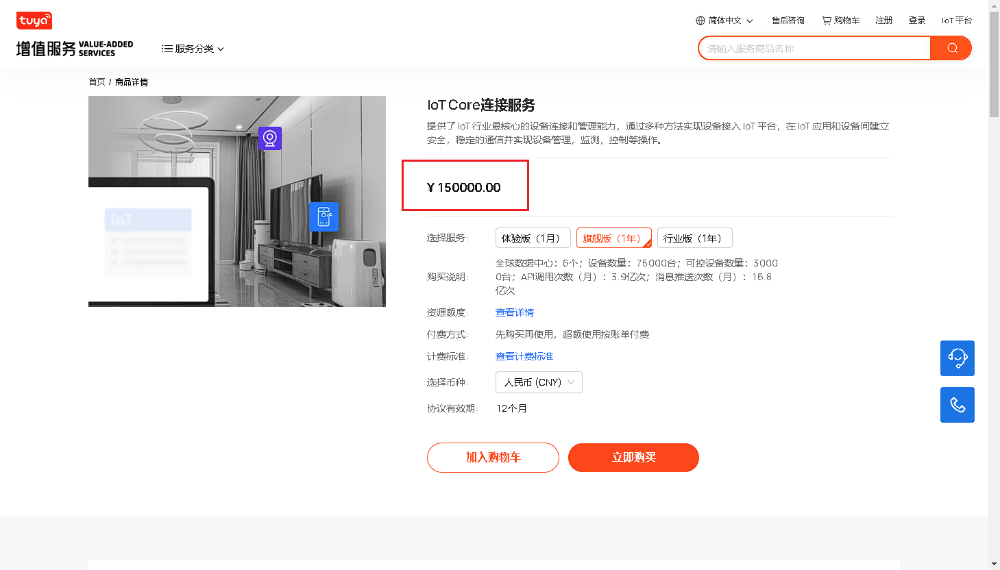 tuya
简体中文
售后咨询
购物车
注册
登录
IoT平台
增值服务 VALUE-ADDED SERVICES
服务分类
请输入服务商品名称
首页 / 商品详情
IoT Core连接服务
提供了 IoT 行业最核心的设备连接和管理能力，通过多种方法实现设备接入 IoT 平台，在 IoT 应用和设备间建立
安全，稳定的通信并实现设备管理，监测，控制等操作。
¥ 150000.00
IoT
选择服务：
体验版（1月）
旗舰版（1年）
行业版（1年）
购买说明：
全球数据中心：6个；设备数量：75000台；可控设备数量：3000
0台；API调用次数（月）：3.9亿次；消息推送次数（月）：16.8
亿次
资源额度：
查看详情
付费方式：
先购买再使用，超额使用按账单付费
计费标准：
查看计费标准
选择币种：
人民币 (CNY)
协议有效期：
12个月
加入购物车
立即购买